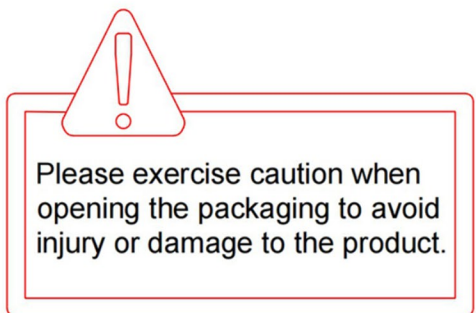 Please exercise caution when
opening the packaging to avoid
injury or damage to the product.